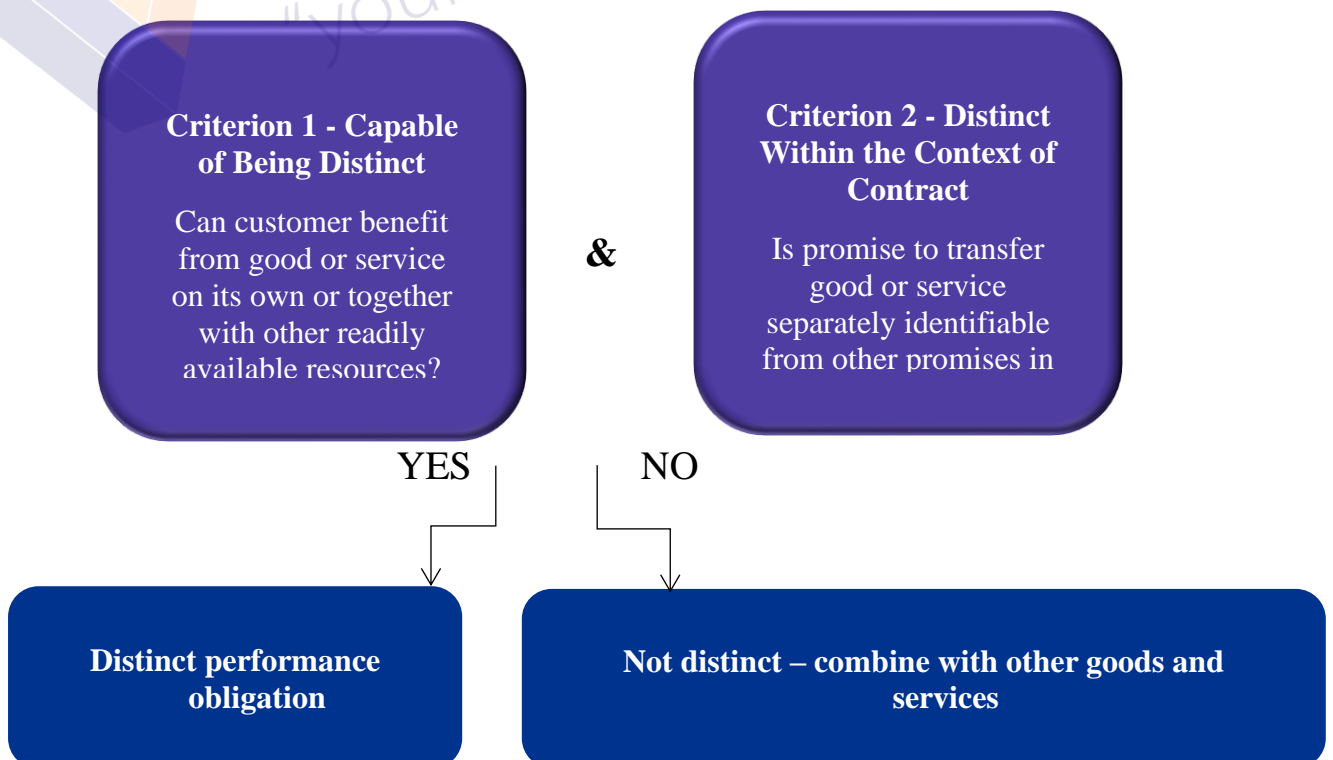 "your
Criterion 1 - Capable
of Being Distinct
Can customer benefit
from good or service
on its own or together
with other readily
available resources?
&
Criterion 2 - Distinct
Within the Context of
Contract
Is promise to transfer
good or service
separately identifiable
from other promises in
YES
NO
Distinct performance
obligation
Not distinct – combine with other goods and
services